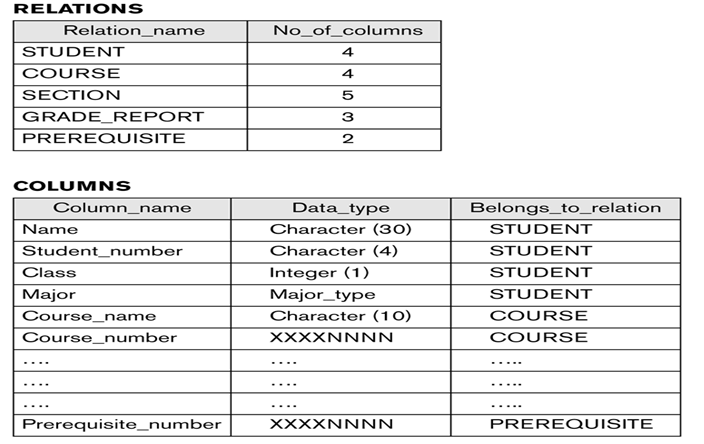 RELATIONS
Relation_name No_of_columns
STUDENT 4
COURSE 4
SECTION 5
GRADE_REPORT 3
PREREQUISITE 2
COLUMNS
Column_name Data_type Belongs_to_relation
Name Character (30) STUDENT
Student_number Character (4) STUDENT
Class Integer (1) STUDENT
Major Major_type STUDENT
Course_name Character (10) COURSE
Course_number XXXXNNNN COURSE
.... .... .....
.... .... .....
.... .... .....
Prerequisite_number XXXXNNNN PREREQUISITE